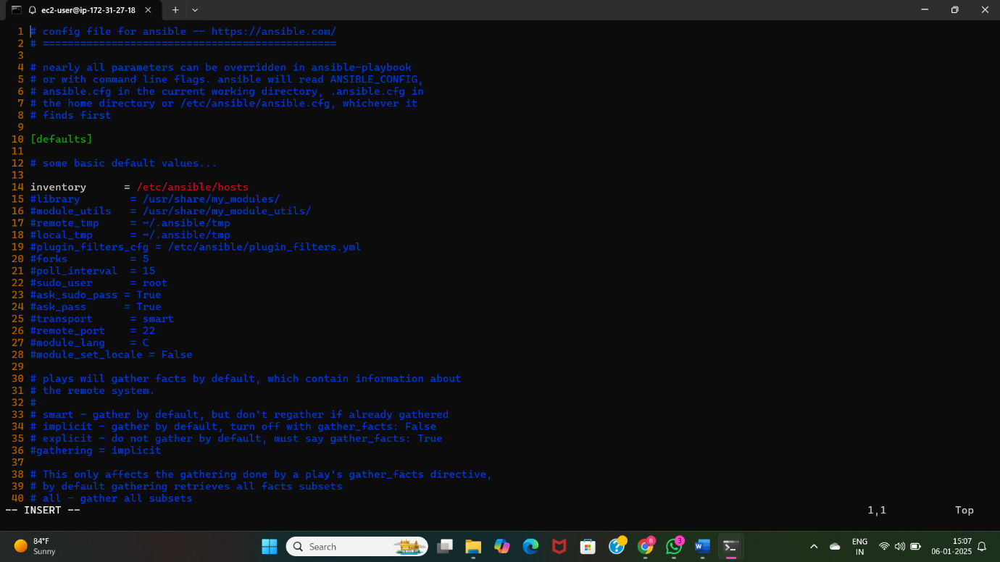 ec2-user@ip-172-31-27-18
1 # config file for ansible -- https://ansible.com/
2 # ===============================================
3
4 # nearly all parameters can be overridden in ansible-playbook
5 # or with command line flags. ansible will read ANSIBLE_CONFIG,
6 # ansible.cfg in the current working directory, .ansible.cfg in
7 # the home directory or /etc/ansible/ansible.cfg, whichever it
8 # finds first
9
10 [defaults]
11
12 # some basic default values...
13
14 inventory      = /etc/ansible/hosts
15 #library        = /usr/share/my_modules/
16 #module_utils   = /usr/share/my_module_utils/
17 #remote_tmp     = ~/.ansible/tmp
18 #local_tmp      = ~/.ansible/tmp
19 #plugin_filters_cfg = /etc/ansible/plugin_filters.yml
20 #forks          = 5
21 #poll_interval  = 15
22 #sudo_user      = root
23 #ask_sudo_pass = True
24 #ask_pass      = True
25 #transport      = smart
26 #remote_port    = 22
27 #module_lang    = C
28 #module_set_locale = False
29
30 # plays will gather facts by default, which contain information about
31 # the remote system.
32 #
33 # smart - gather by default, but don't regather if already gathered
34 # implicit - gather by default, turn off with gather_facts: False
35 # explicit - do not gather by default, must say gather_facts: True
36 #gathering = implicit
37
38 # This only affects the gathering done by a play's gather_facts directive,
39 # by default gathering retrieves all facts subsets
40 # all - gather all subsets
-- INSERT -- 1,1 Top
84°F
Sunny
Search
8
3
ENG
IN
15:07
06-01-2025